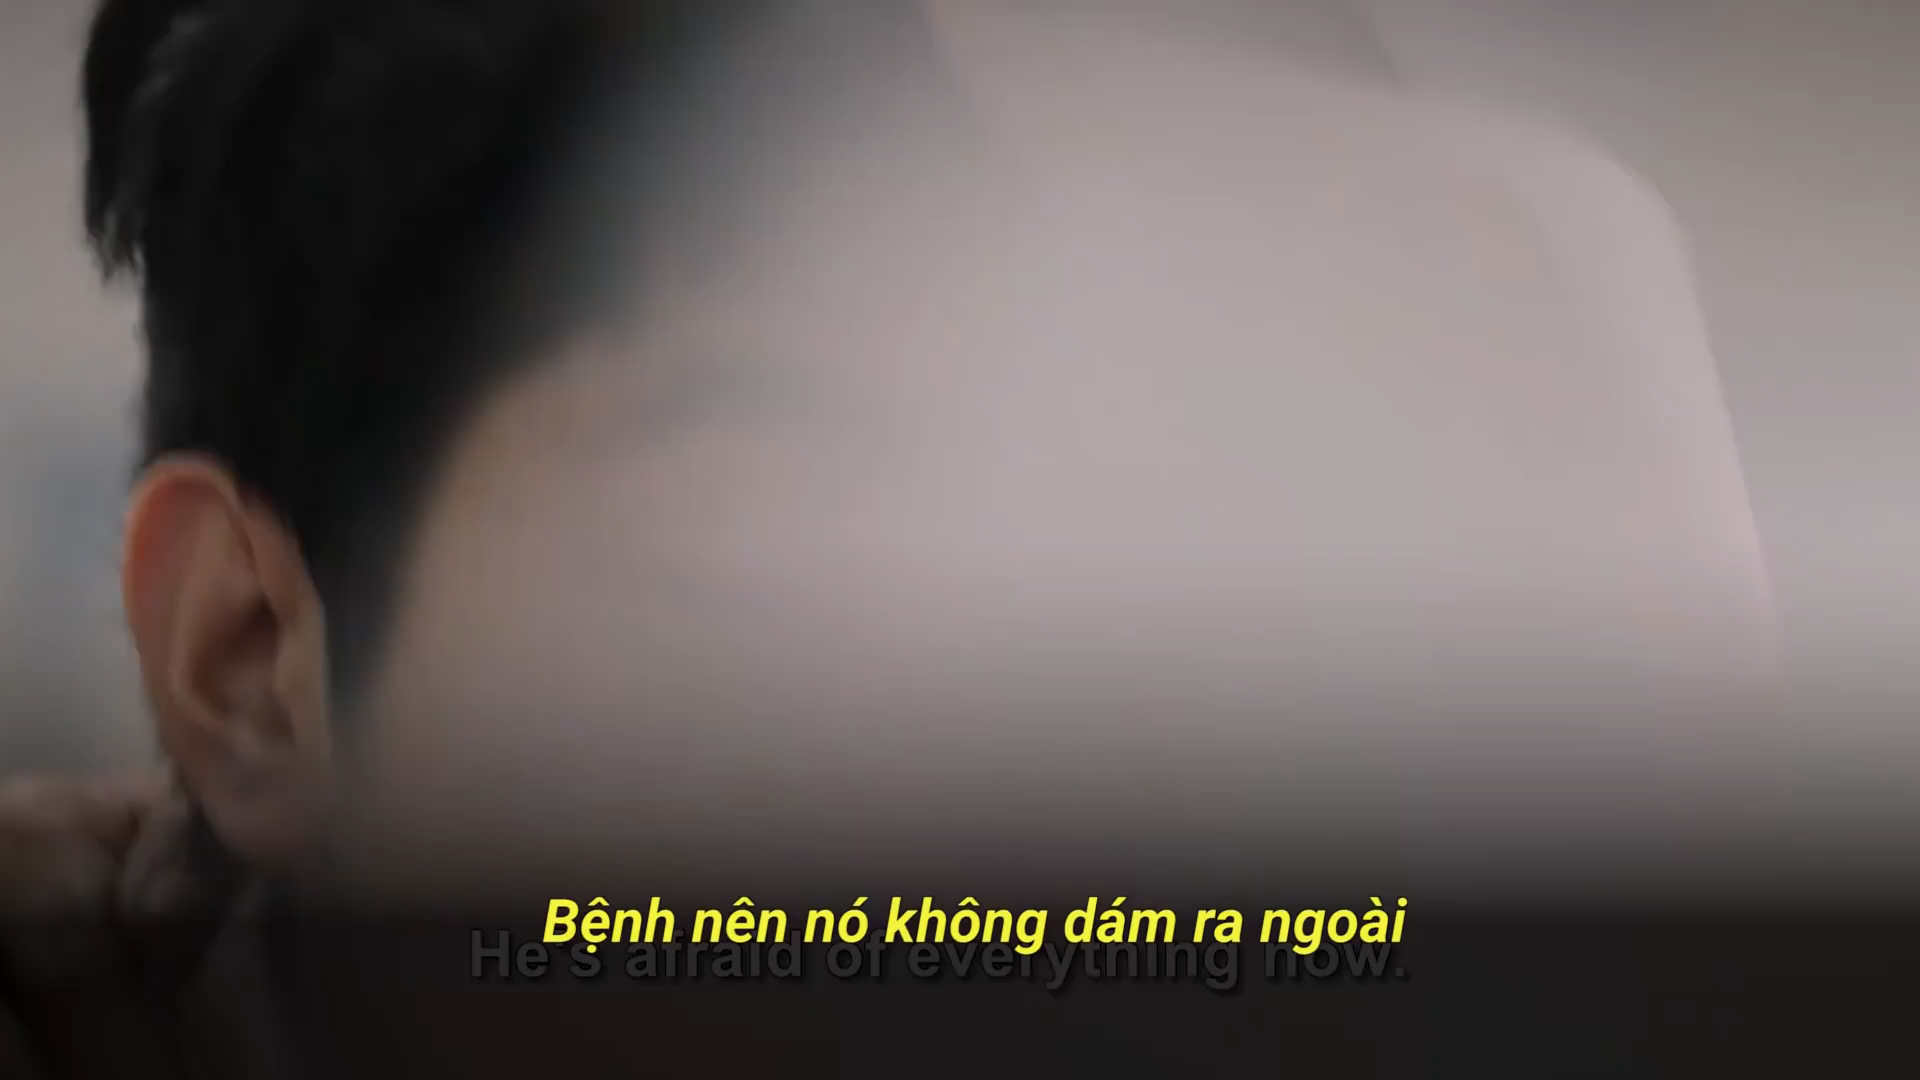 Bệnh nên nó không dám ra ngoài
He's afraid of everything now.